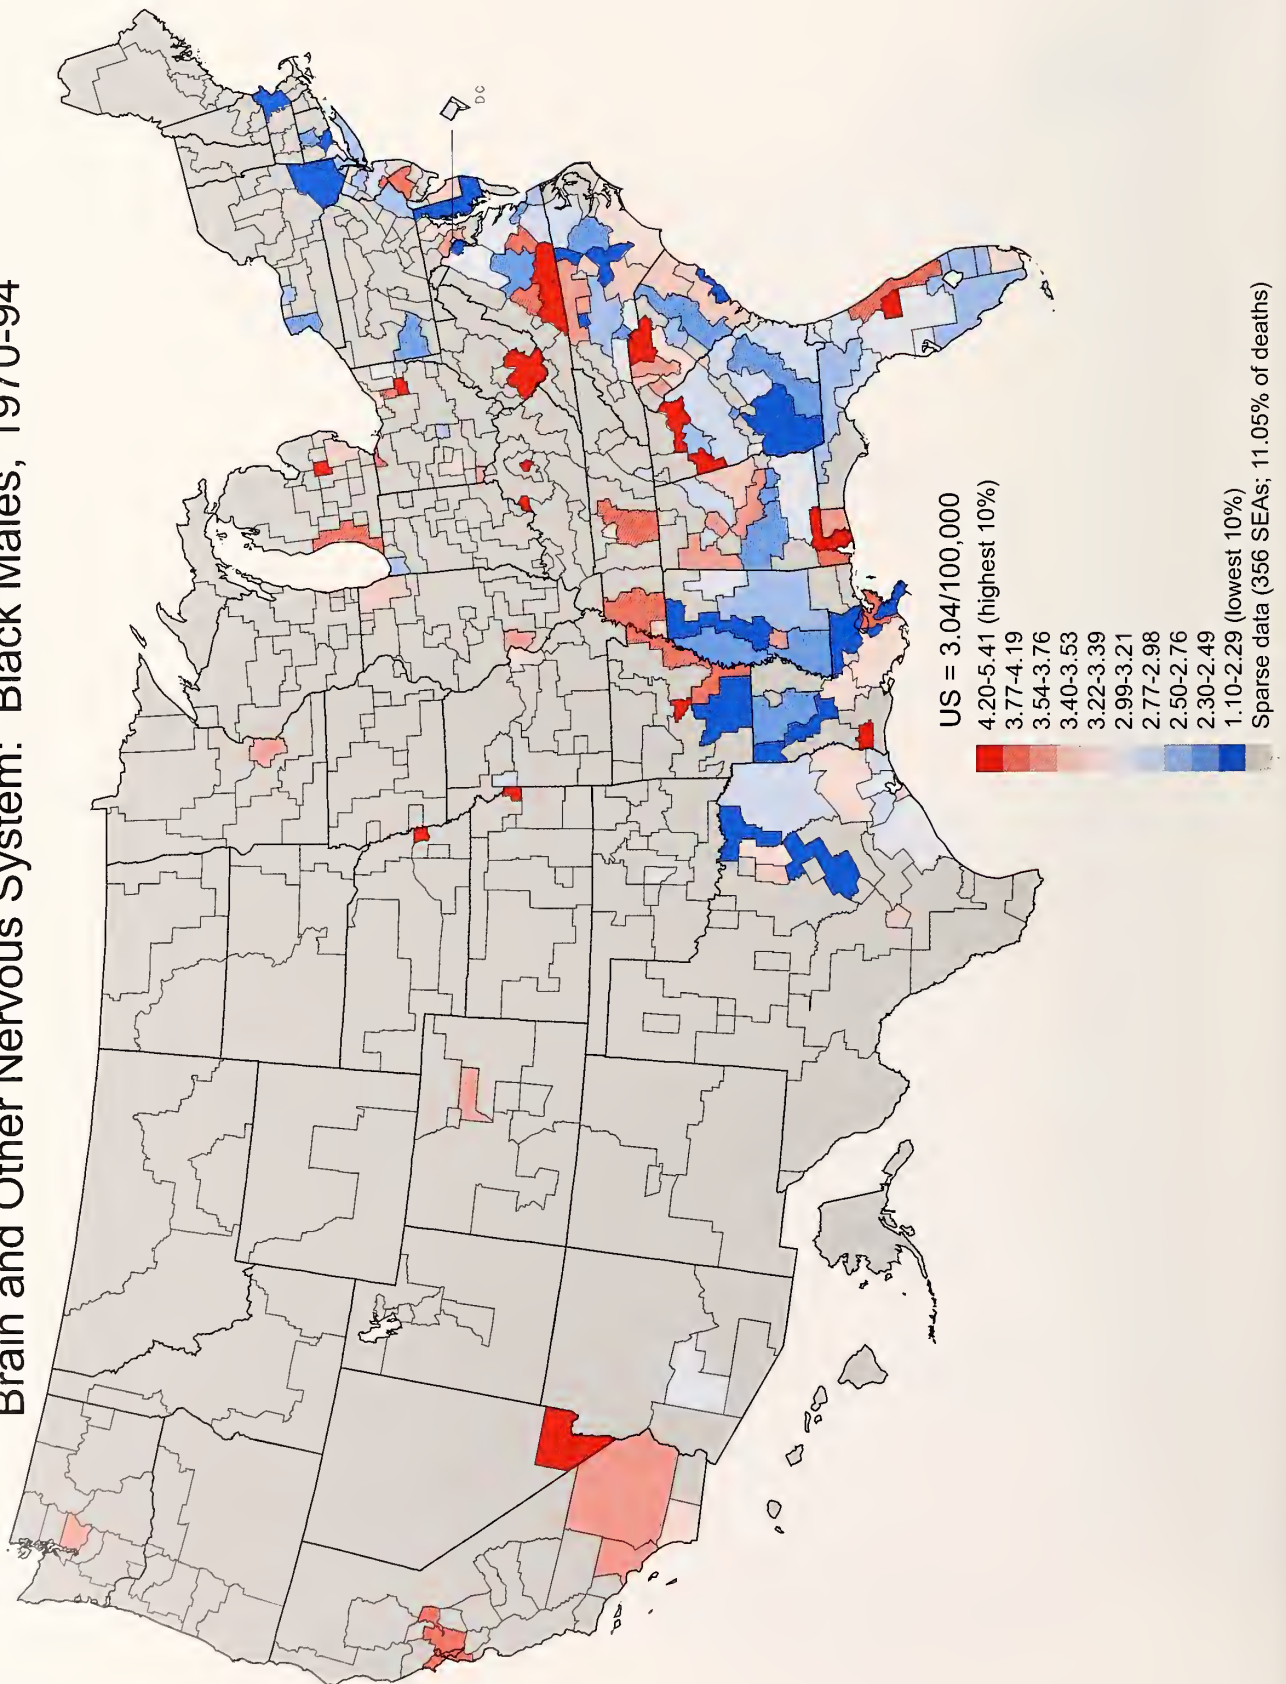 Brain and Other Nervous System: Black Males, 1970-94
DC
US = 3.04/100,000
4.20-5.41 (highest 10%)
3.77-4.19
3.54-3.76
3.40-3.53
3.22-3.39
2.99-3.21
2.77-2.98
2.50-2.76
2.30-2.49
1.10-2.29 (lowest 10%)
Sparse data (356 SEAs; 11.05% of deaths)